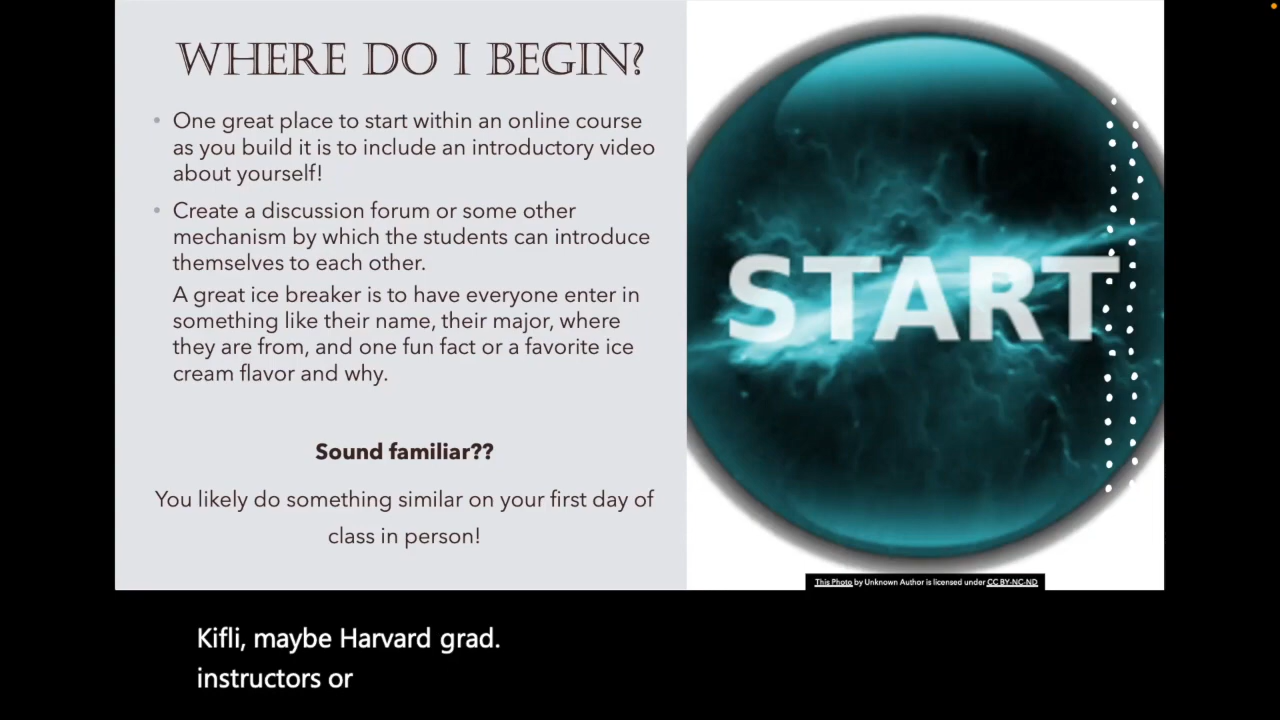 WHERE DO I BEGIN?
• One great place to start within an online course
as you build it is to include an introductory video
about yourself!
• Create a discussion forum or some other
mechanism by which the students can introduce
themselves to each other.
A great ice breaker is to have everyone enter in
something like their name, their major, where
they are from, and one fun fact or a favorite ice
cream flavor and why.
Sound familiar??
You likely do something similar on your first day of
class in person!
START
This Photo by Unknown Author is licensed under CC BY-NC-ND
Kifli, maybe Harvard grad.
instructors or